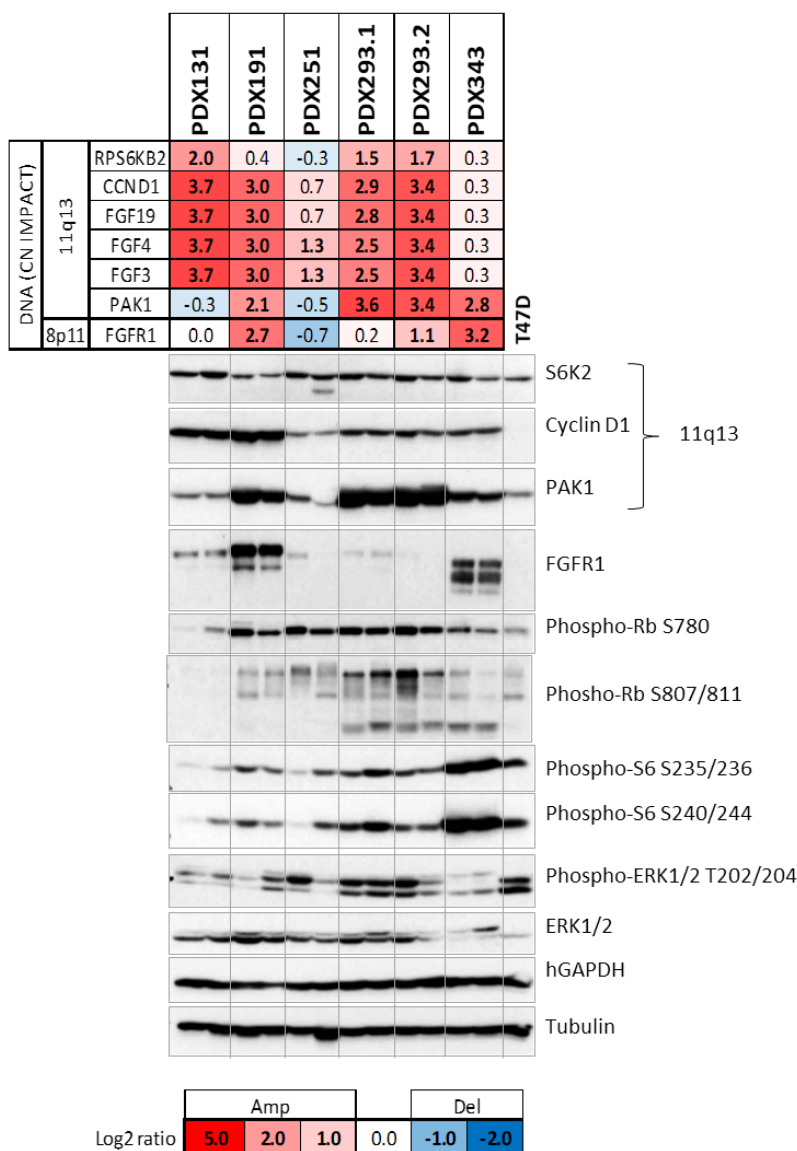 PDX131 PDX191 PDX251 PDX293.1 PDX293.2 PDX343
DNA (CN IMPACT)
11q13
RPS6KB2 2.0 0.4 -0.3 1.5 1.7 0.3
CCND1 3.7 3.0 0.7 2.9 3.4 0.3
FGF19 3.7 3.0 0.7 2.8 3.4 0.3
FGF4 3.7 3.0 1.3 2.5 3.4 0.3
FGF3 3.7 3.0 1.3 2.5 3.4 0.3
PAK1 -0.3 2.1 -0.5 3.6 3.4 2.8
8p11 FGFR1 0.0 2.7 -0.7 0.2 1.1 3.2
T47D
S6K2
Cyclin D1
11q13
PAK1
FGFR1
Phospho-Rb S780
Phosho-Rb S807/811
Phospho-S6 S235/236
Phospho-S6 S240/244
Phospho-ERK1/2 T202/204
ERK1/2
hGAPDH
Tubulin
Amp Del
Log2 ratio 5.0 2.0 1.0 0.0 -1.0 -2.0